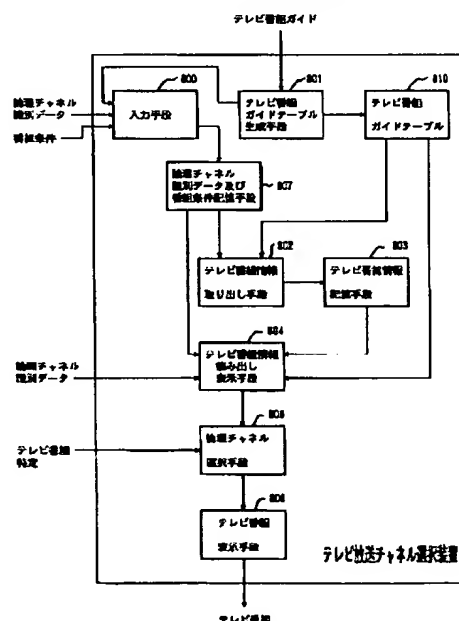 テレビ番組ガイド
800
801
810
論理チャネル
識別データ
番組条件
入力手段
テレビ番組
ガイドテーブル
生成手段
テレビ番組
ガイドテーブル
論理チャネル
識別データ及び
番組条件記憶手段
807
802
803
テレビ番組情報
取り出し手段
テレビ番組情報
記憶手段
804
論理チャネル
識別データ
テレビ番組情報
読み出し
表示手段
805
テレビ番組
特定
論理チャネル
選択手段
806
テレビ番組
表示手段
テレビ放送チャネル選択装置
テレビ番組